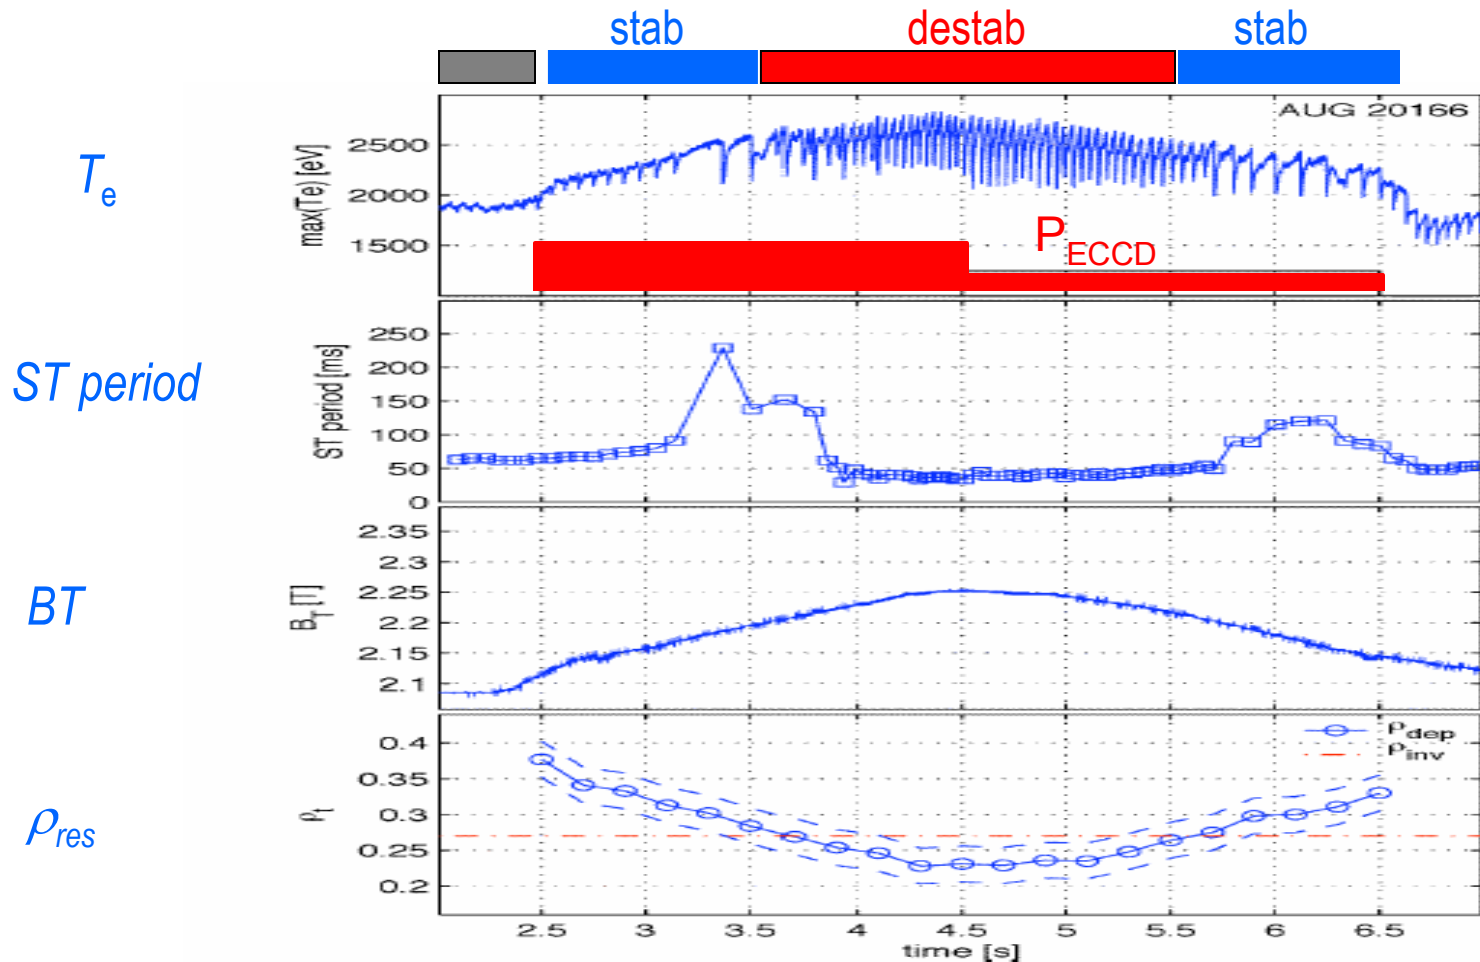 stab destab stab
AUG 20166
T_e
max(Te) [eV]
2500
2000
1500
P_ECCD
ST period
ST period [ms]
250
200
150
100
50
0
BT
B_T [T]
2.35
2.3
2.25
2.2
2.15
2.1
ρ_res
ρ_t
0.4
0.35
0.3
0.25
0.2
ρ_dep
ρ_inv
2.5 3 3.5 4 4.5 5 5.5 6 6.5
time [s]